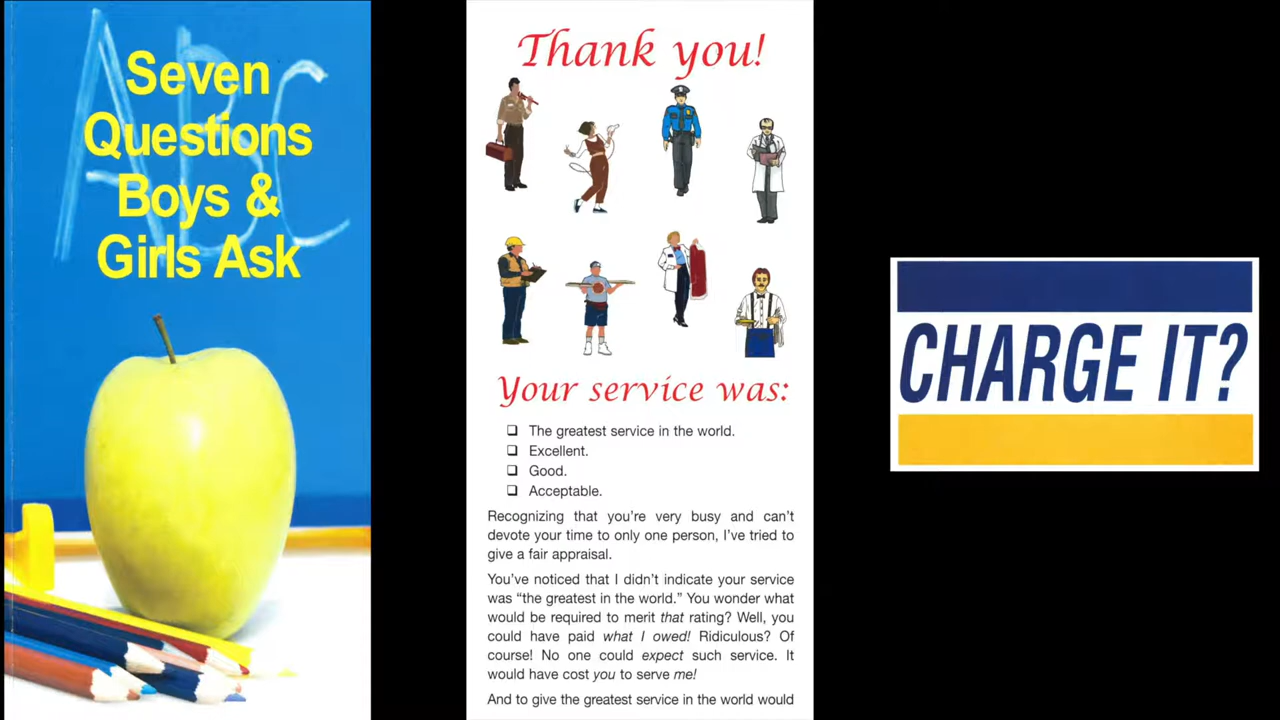 ABC
Seven
Questions
Boys &
Girls Ask
Thank you!
Your service was:
❑ The greatest service in the world.
❑ Excellent.
❑ Good.
❑ Acceptable.
Recognizing that you’re very busy and can’t
devote your time to only one person, I’ve tried to
give a fair appraisal.
You’ve noticed that I didn’t indicate your service
was “the greatest in the world.” You wonder what
would be required to merit that rating? Well, you
could have paid what I owed! Ridiculous? Of
course! No one could expect such service. It
would have cost you to serve me!
And to give the greatest service in the world would
CHARGE IT?